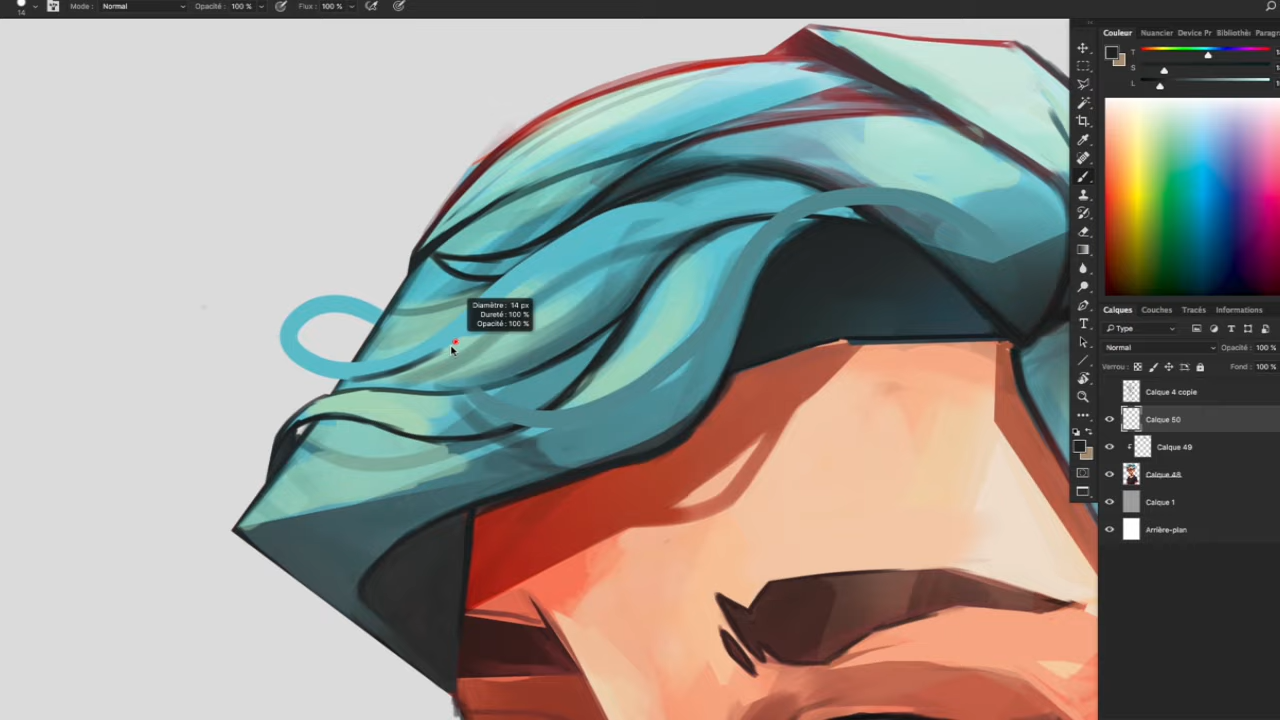 14
Mode : Normal
Opacité : 100 %
Flux : 100 %
Couleur Nuancier Device Pr Bibliothè Paragr
T
S
L
Diamètre : 14 px
Dureté : 100 %
Opacité : 100 %
Calques Couches Tracés Informations
Type
Normal Opacité : 100 %
Verrou : Fond : 100 %
Calque 4 copie
Calque 50
Calque 49
Calque 48
Calque 1
Arrière-plan